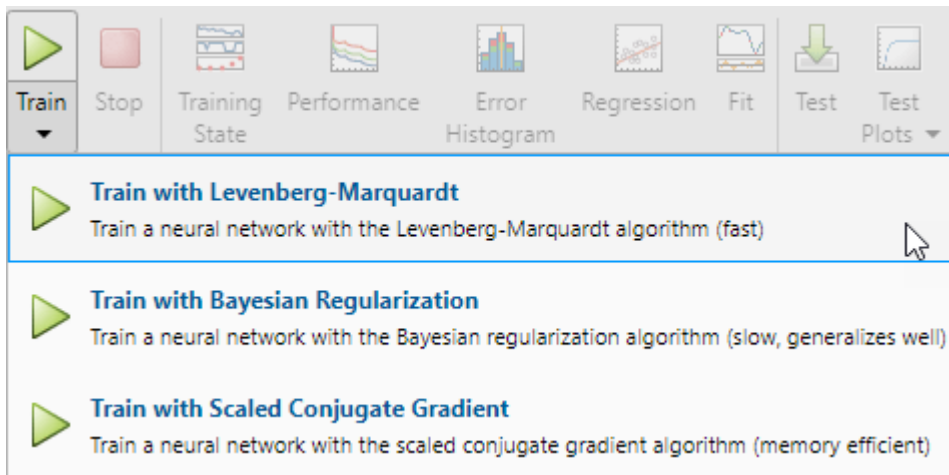 Train Stop Training Performance Error Regression Fit Test Test
State Histogram Plots
Train with Levenberg-Marquardt
Train a neural network with the Levenberg-Marquardt algorithm (fast)
Train with Bayesian Regularization
Train a neural network with the Bayesian regularization algorithm (slow, generalizes well)
Train with Scaled Conjugate Gradient
Train a neural network with the scaled conjugate gradient algorithm (memory efficient)